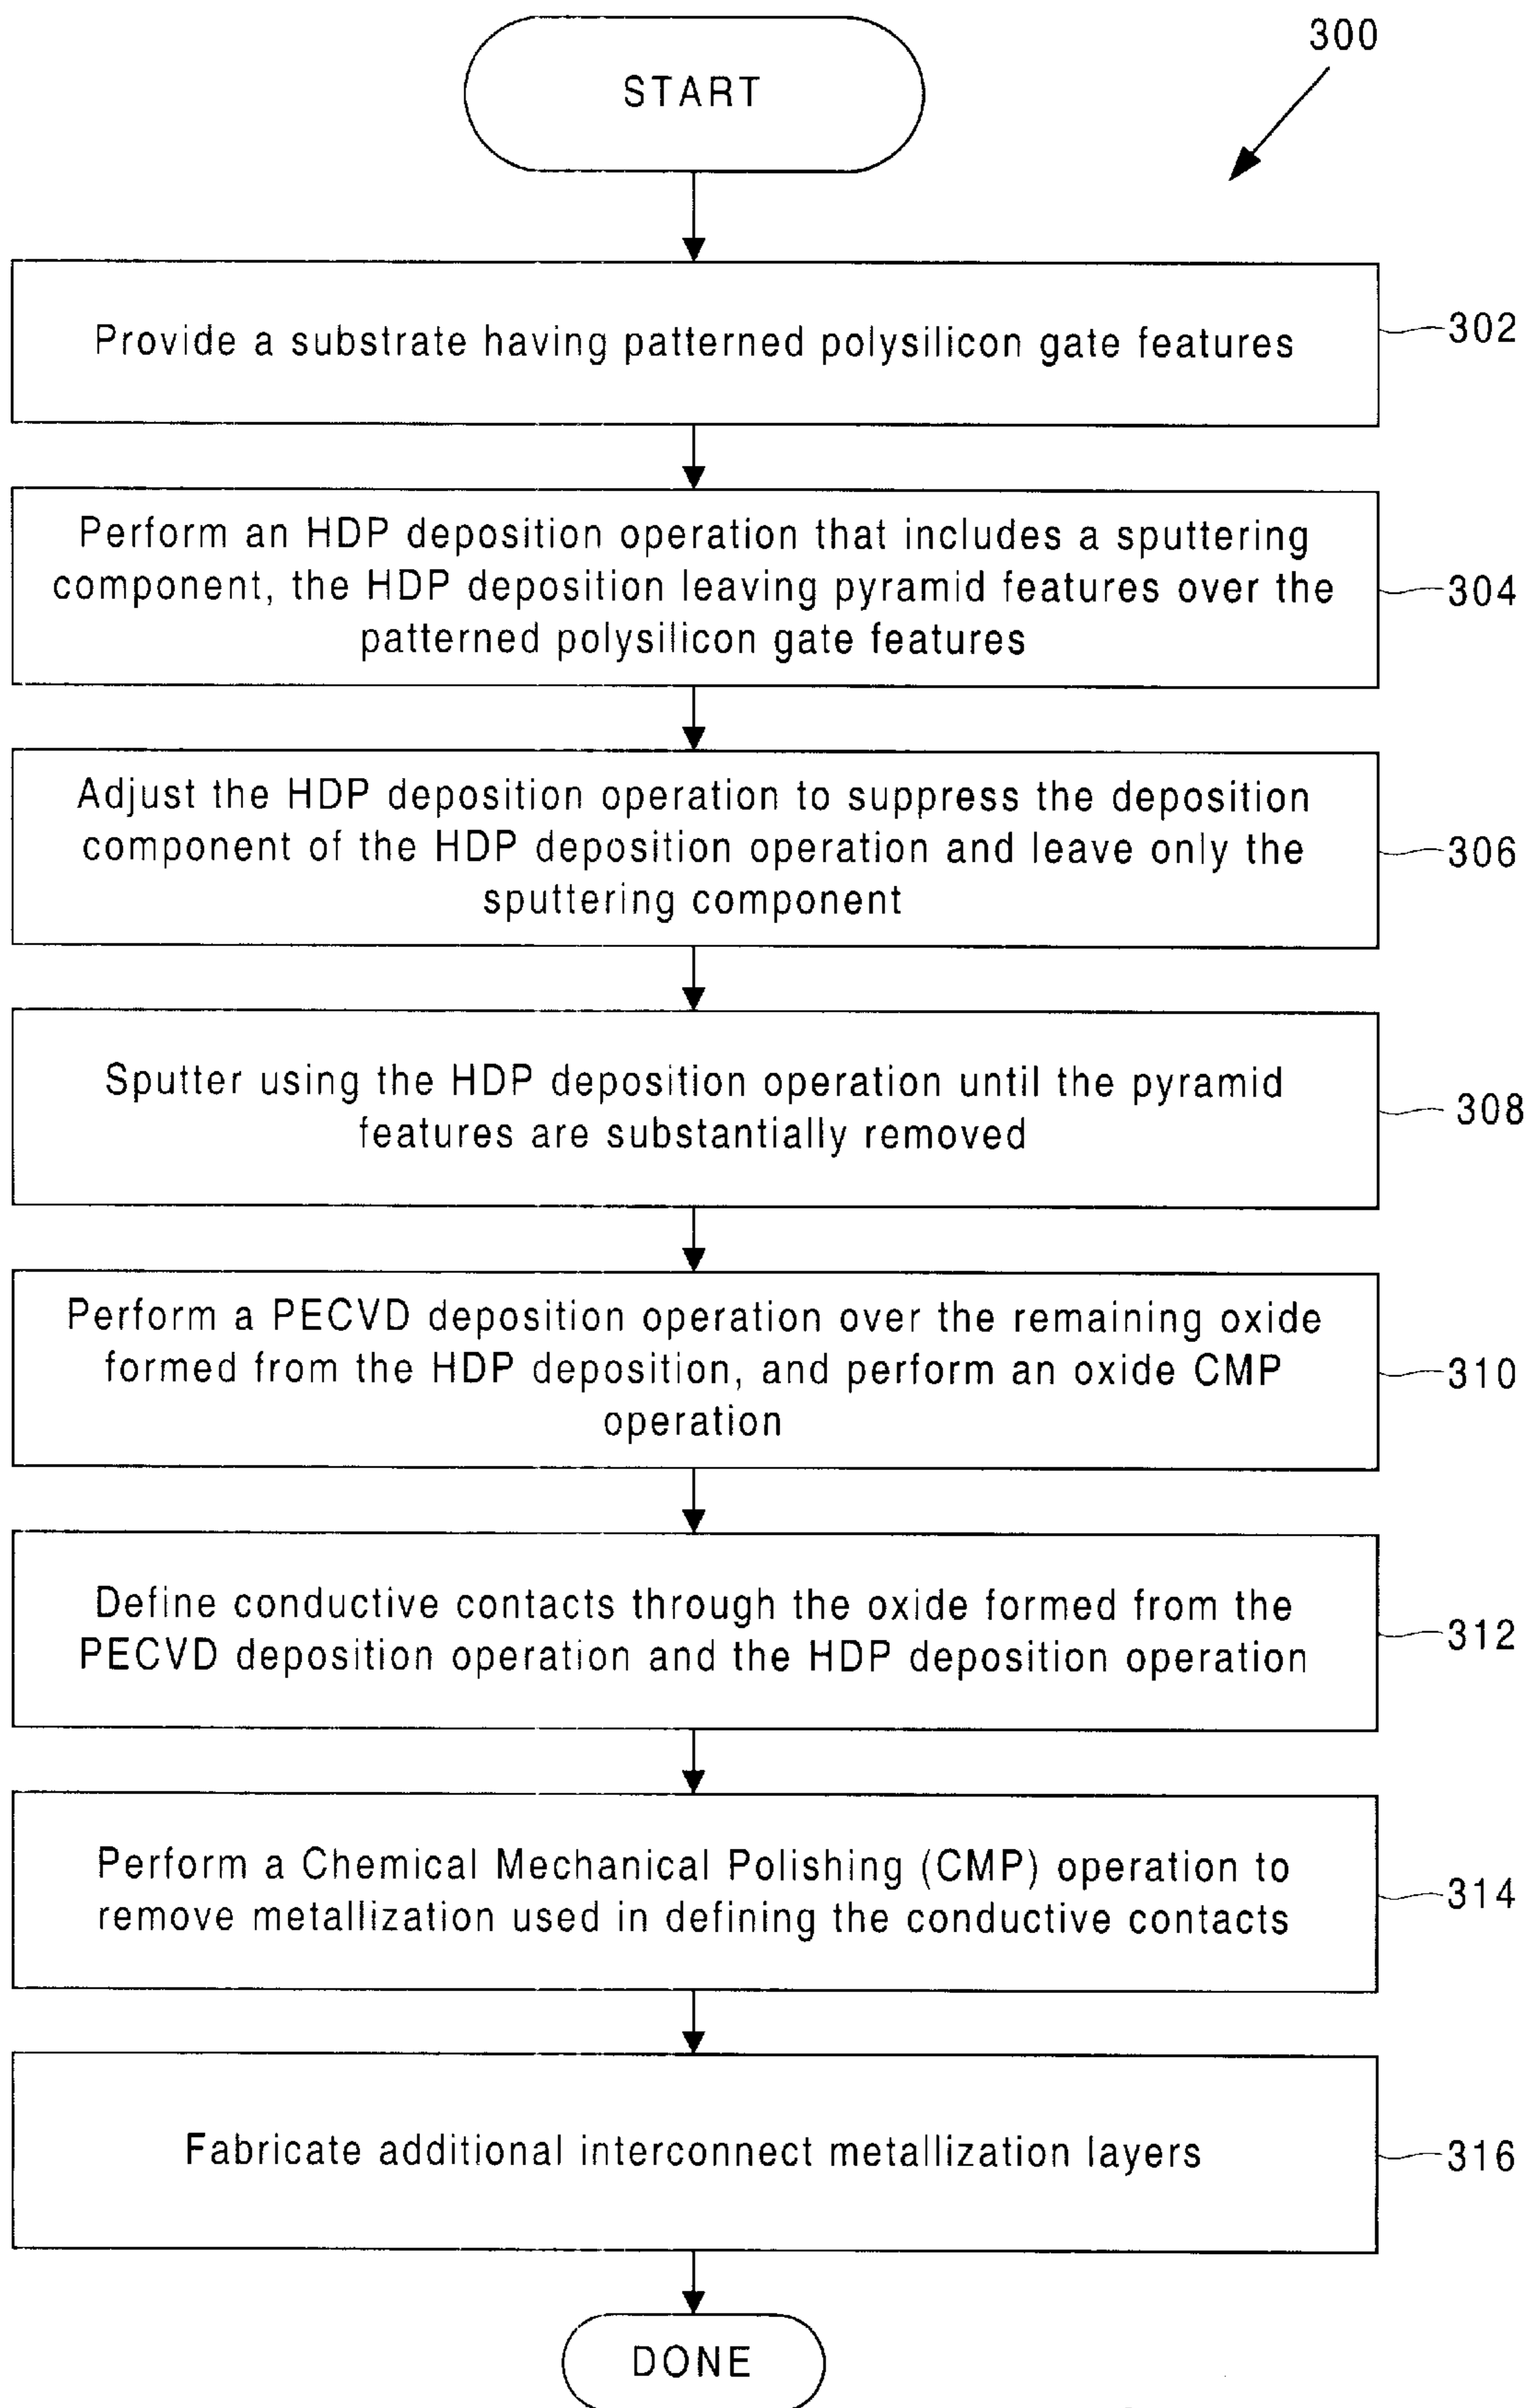 300
START
Provide a substrate having patterned polysilicon gate features
302
Perform an HDP deposition operation that includes a sputtering
component, the HDP deposition leaving pyramid features over the
patterned polysilicon gate features
304
Adjust the HDP deposition operation to suppress the deposition
component of the HDP deposition operation and leave only the
sputtering component
306
Sputter using the HDP deposition operation until the pyramid
features are substantially removed
308
Perform a PECVD deposition operation over the remaining oxide
formed from the HDP deposition, and perform an oxide CMP
operation
310
Define conductive contacts through the oxide formed from the
PECVD deposition operation and the HDP deposition operation
312
Perform a Chemical Mechanical Polishing (CMP) operation to
remove metallization used in defining the conductive contacts
314
Fabricate additional interconnect metallization layers
316
DONE